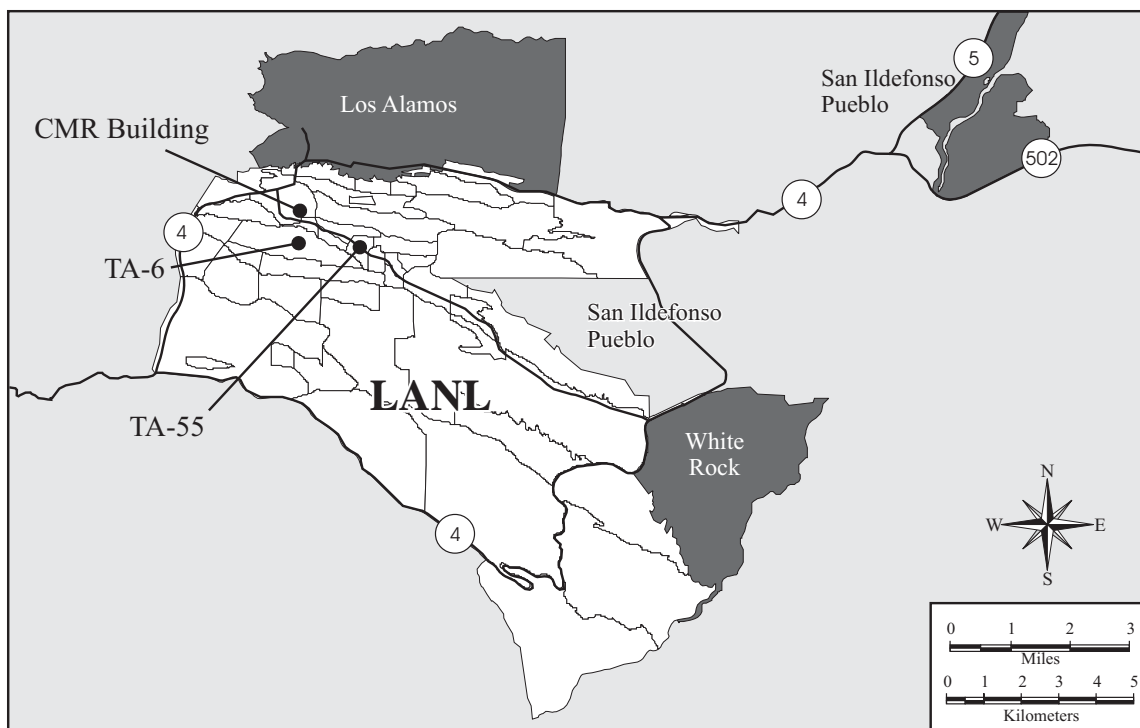 5
San Ildefonso
Pueblo
Los Alamos
CMR Building
502
4
4
TA-6
San Ildefonso
Pueblo
LANL
TA-55
White
Rock
4
N
W
E
S
0 1 2 3
Miles
0 1 2 3 4 5
Kilometers